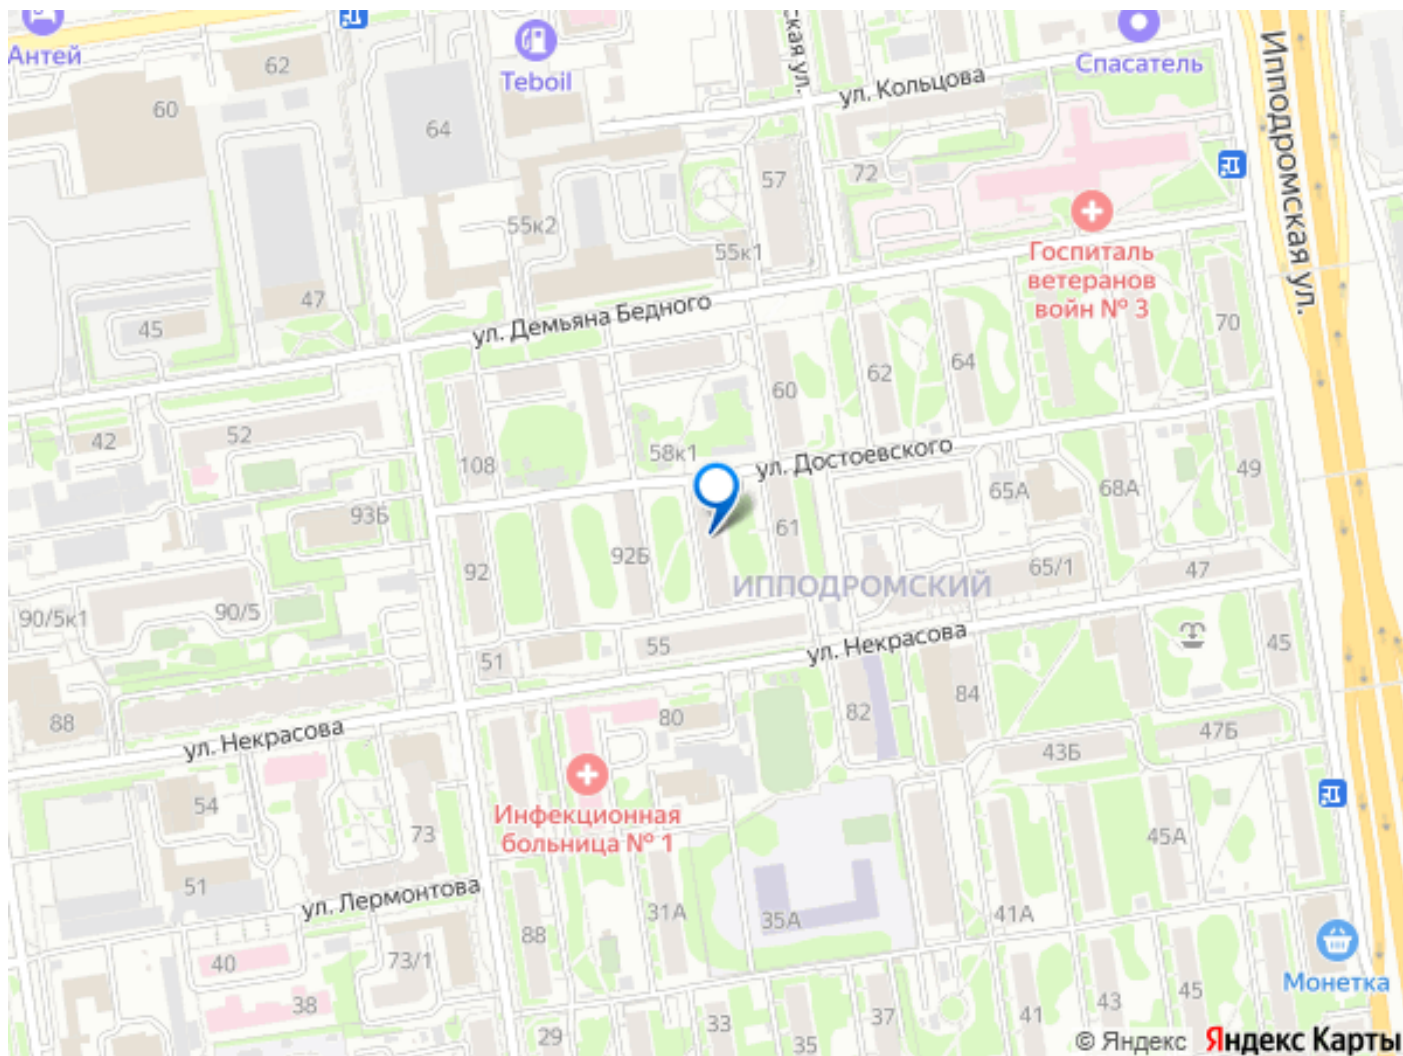 Антей
62
60
Teboil
64
ская ул.
ул. Кольцова
Спасатель
Ипподромская ул.
57
72
55к2
55к1
Госпиталь
ветеранов
войн № 3
47
45
ул. Демьяна Бедного
70
60
62
64
42
52
108
58к1
ул. Достоевского
65А
68А
49
93Б
92
92Б
61
ИППОДРОМСКИЙ
65/1
47
90/5к1
90/5
51
55
ул. Некрасова
45
88
ул. Некрасова
80
82
84
43Б
47Б
54
73
Инфекционная
больница № 1
45А
51
ул. Лермонтова
88
31А
35А
41А
40
73/1
38
29
33
35
37
41
43
45
Монетка
© Яндекс Яндекс Карты